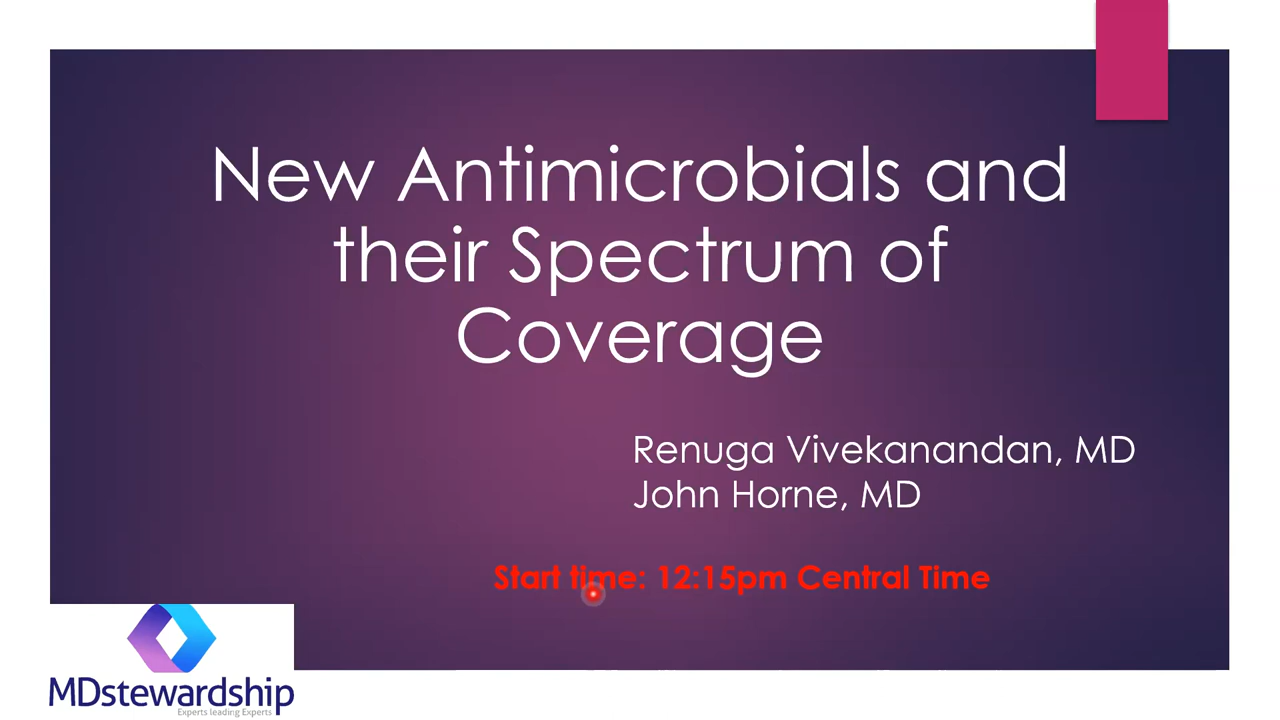 New Antimicrobials and
their Spectrum of
Coverage
Renuga Vivekanandan, MD
John Horne, MD
Start time: 12:15pm Central Time
MDstewardship
Experts leading Experts